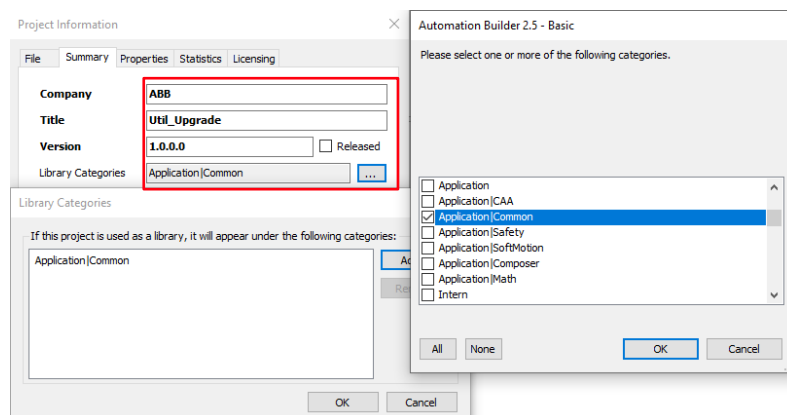 Project Information
File Summary Properties Statistics Licensing
Company ABB
Title Util_Upgrade
Version 1.0.0.0 Released
Library Categories Application|Common ...
Library Categories
If this project is used as a library, it will appear under the following categories:
Application|Common
OK Cancel
Automation Builder 2.5 - Basic
Please select one or more of the following categories.
Application
Application|CAA
Application|Common
Application|Safety
Application|SoftMotion
Application|Composer
Application|Math
Intern
All None OK Cancel